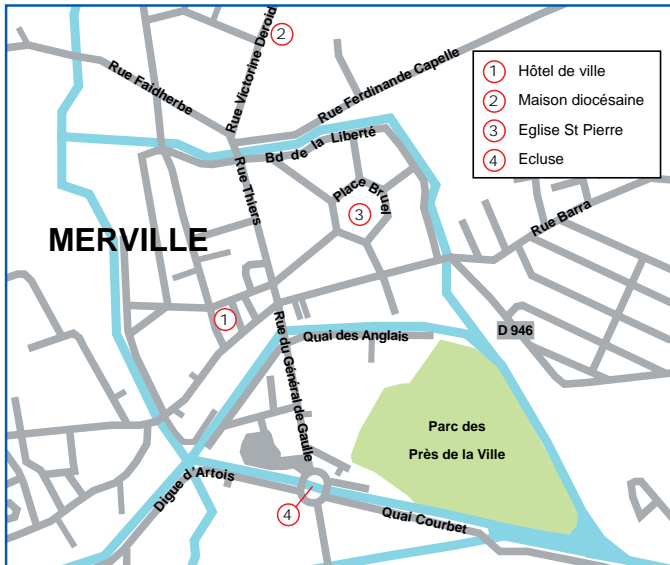 2
Rue Victorine Deroid
Rue Faidherbe
Rue Ferdinande Capelle
1 Hôtel de ville
2 Maison diocésaine
3 Eglise St Pierre
4 Ecluse
Bd de la Liberté
Rue Thiers
Place Bruel
3
Rue Barra
MERVILLE
1
Rue du Général de Gaulle
Quai des Anglais
D 946
Parc des
Près de la Ville
Digue d'Artois
4
Quai Courbet